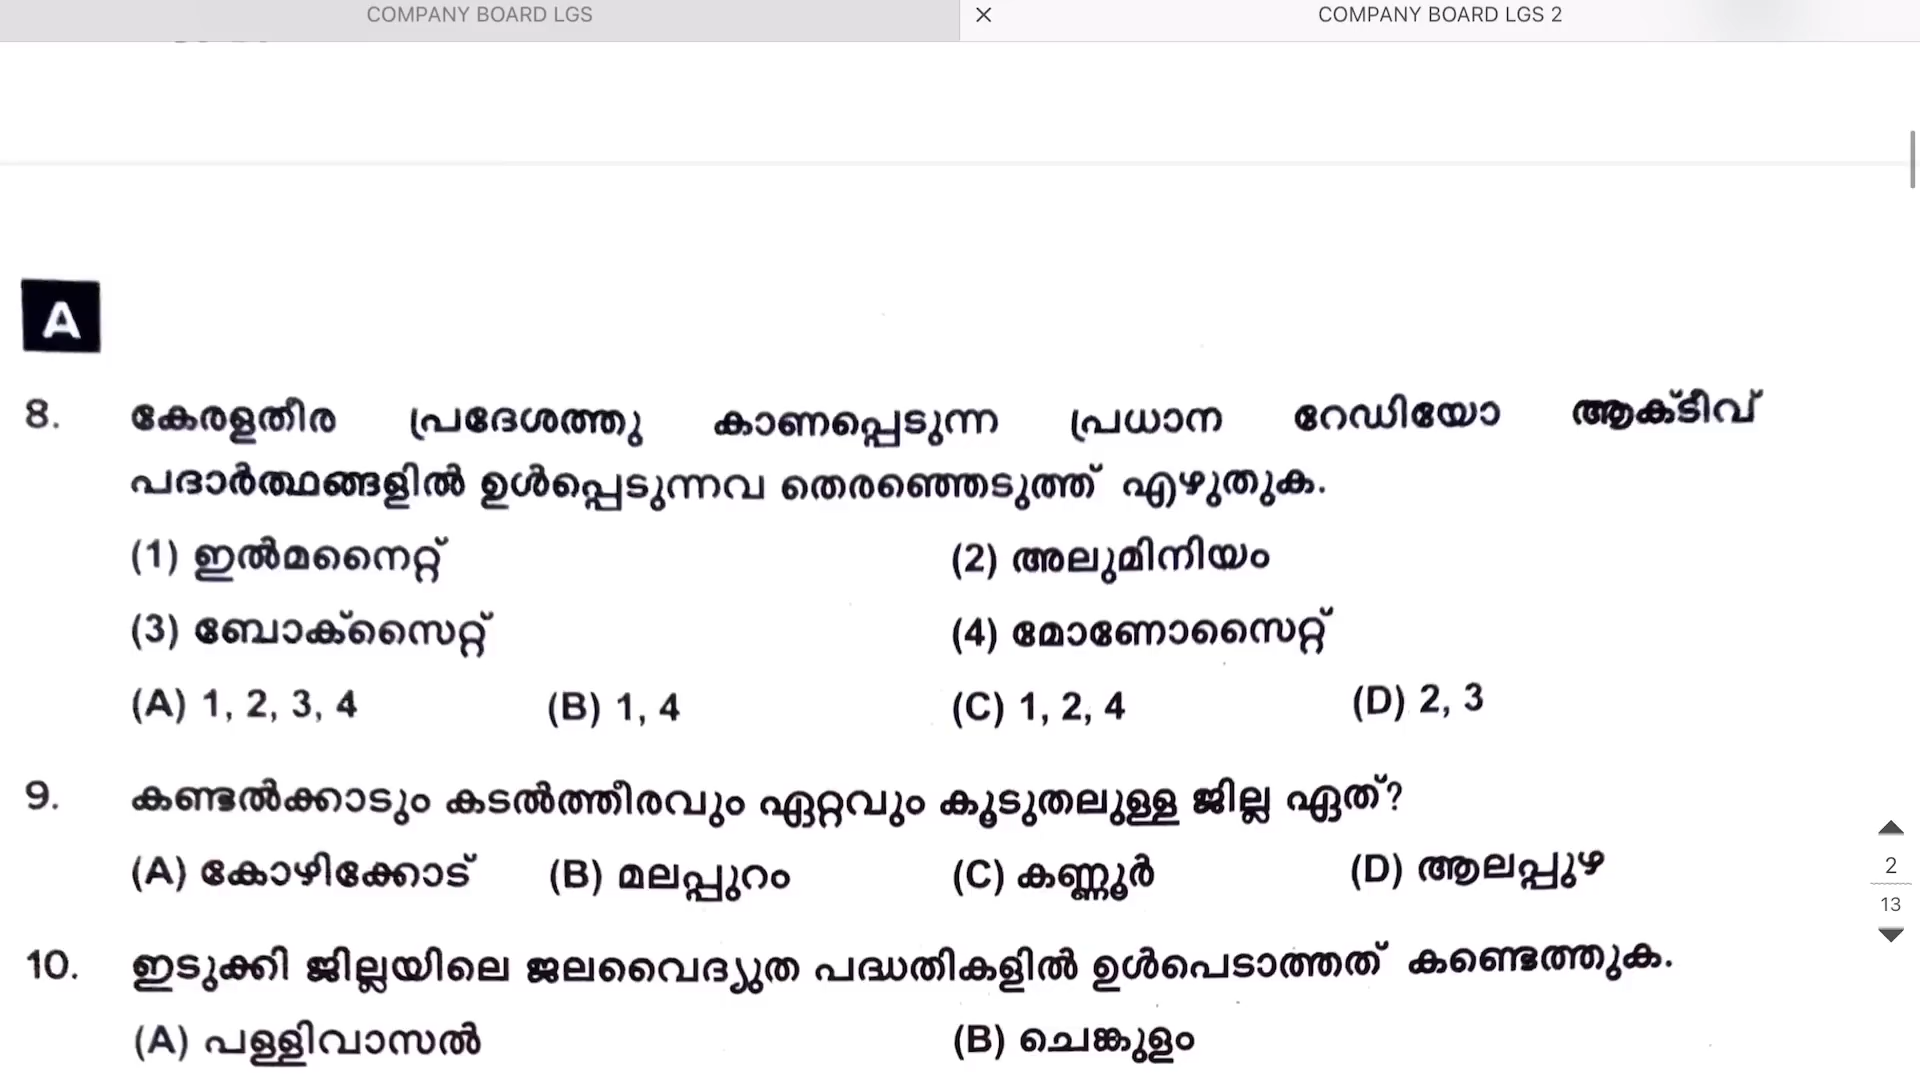 COMPANY BOARD LGS
COMPANY BOARD LGS 2
A
8. കേരളതീര പ്രദേശത്തു കാണപ്പെടുന്ന പ്രധാന റേഡിയോ ആക്ടീവ്
പദാർത്ഥങ്ങളിൽ ഉൾപ്പെടുന്നവ തെരഞ്ഞെടുത്ത് എഴുതുക.
(1) ഇൽമനൈറ്റ് (2) അലുമിനിയം
(3) ബോക്സൈറ്റ് (4) മോണോസൈറ്റ്
(A) 1, 2, 3, 4 (B) 1, 4 (C) 1, 2, 4 (D) 2, 3
9. കണ്ടൽക്കാടും കടൽത്തീരവും ഏറ്റവും കൂടുതലുള്ള ജില്ല ഏത്?
(A) കോഴിക്കോട് (B) മലപ്പുറം (C) കണ്ണൂർ (D) ആലപ്പുഴ
2
13
10. ഇടുക്കി ജില്ലയിലെ ജലവൈദ്യുത പദ്ധതികളിൽ ഉൾപെടാത്തത് കണ്ടെത്തുക.
(A) പള്ളിവാസൽ (B) ചെങ്കുളം